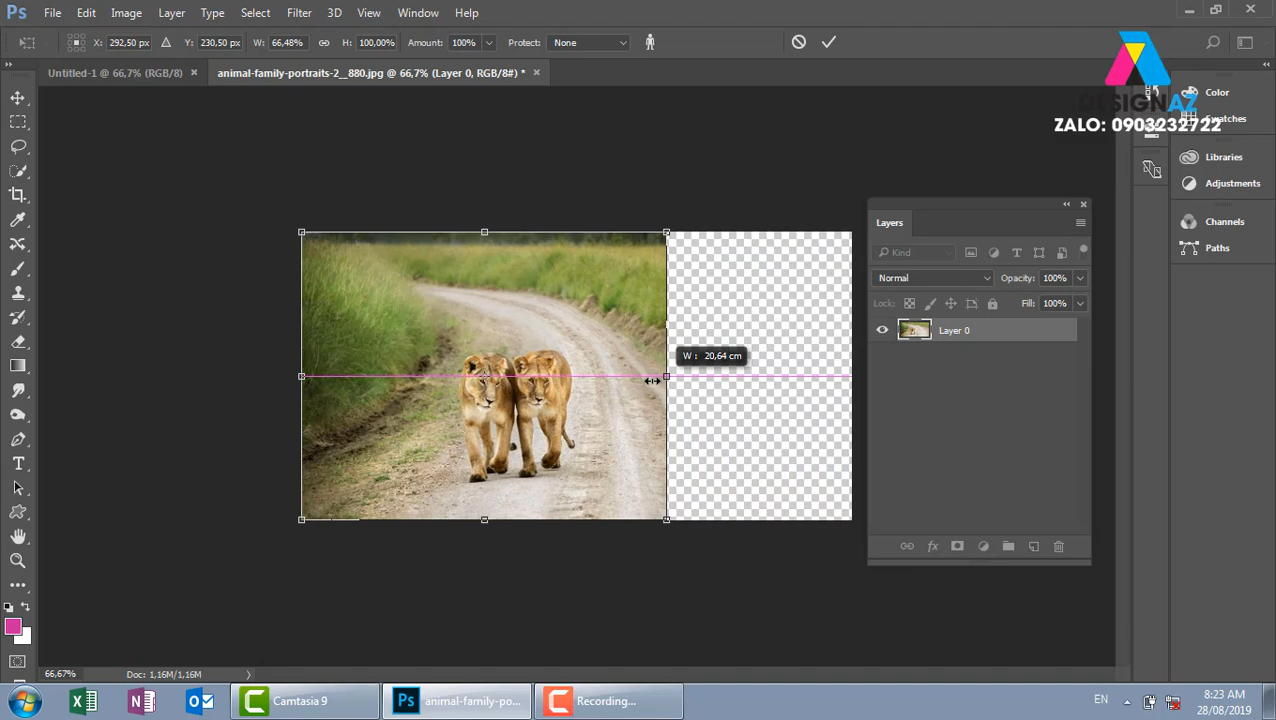 Ps File Edit Image Layer Type Select Filter 3D View Window Help
X: 292,50 px Y: 230,50 px W: 66,48% H: 100,00% Amount: 100% Protect: None
Untitled-1 @ 66,7% (RGB/8) × animal-family-portraits-2__880.jpg @ 66,7% (Layer 0, RGB/8#) * ×
DESIGNAZ
ZALO: 0903232722
Color
Swatches
Libraries
Adjustments
Channels
Paths
Layers
Kind
Normal Opacity: 100%
Lock: Fill: 100%
Layer 0
W : 20,64 cm
66,67% Doc: 1,16M/1,16M
Camtasia 9
Ps animal-family-po...
Recording...
EN
8:23 AM
28/08/2019